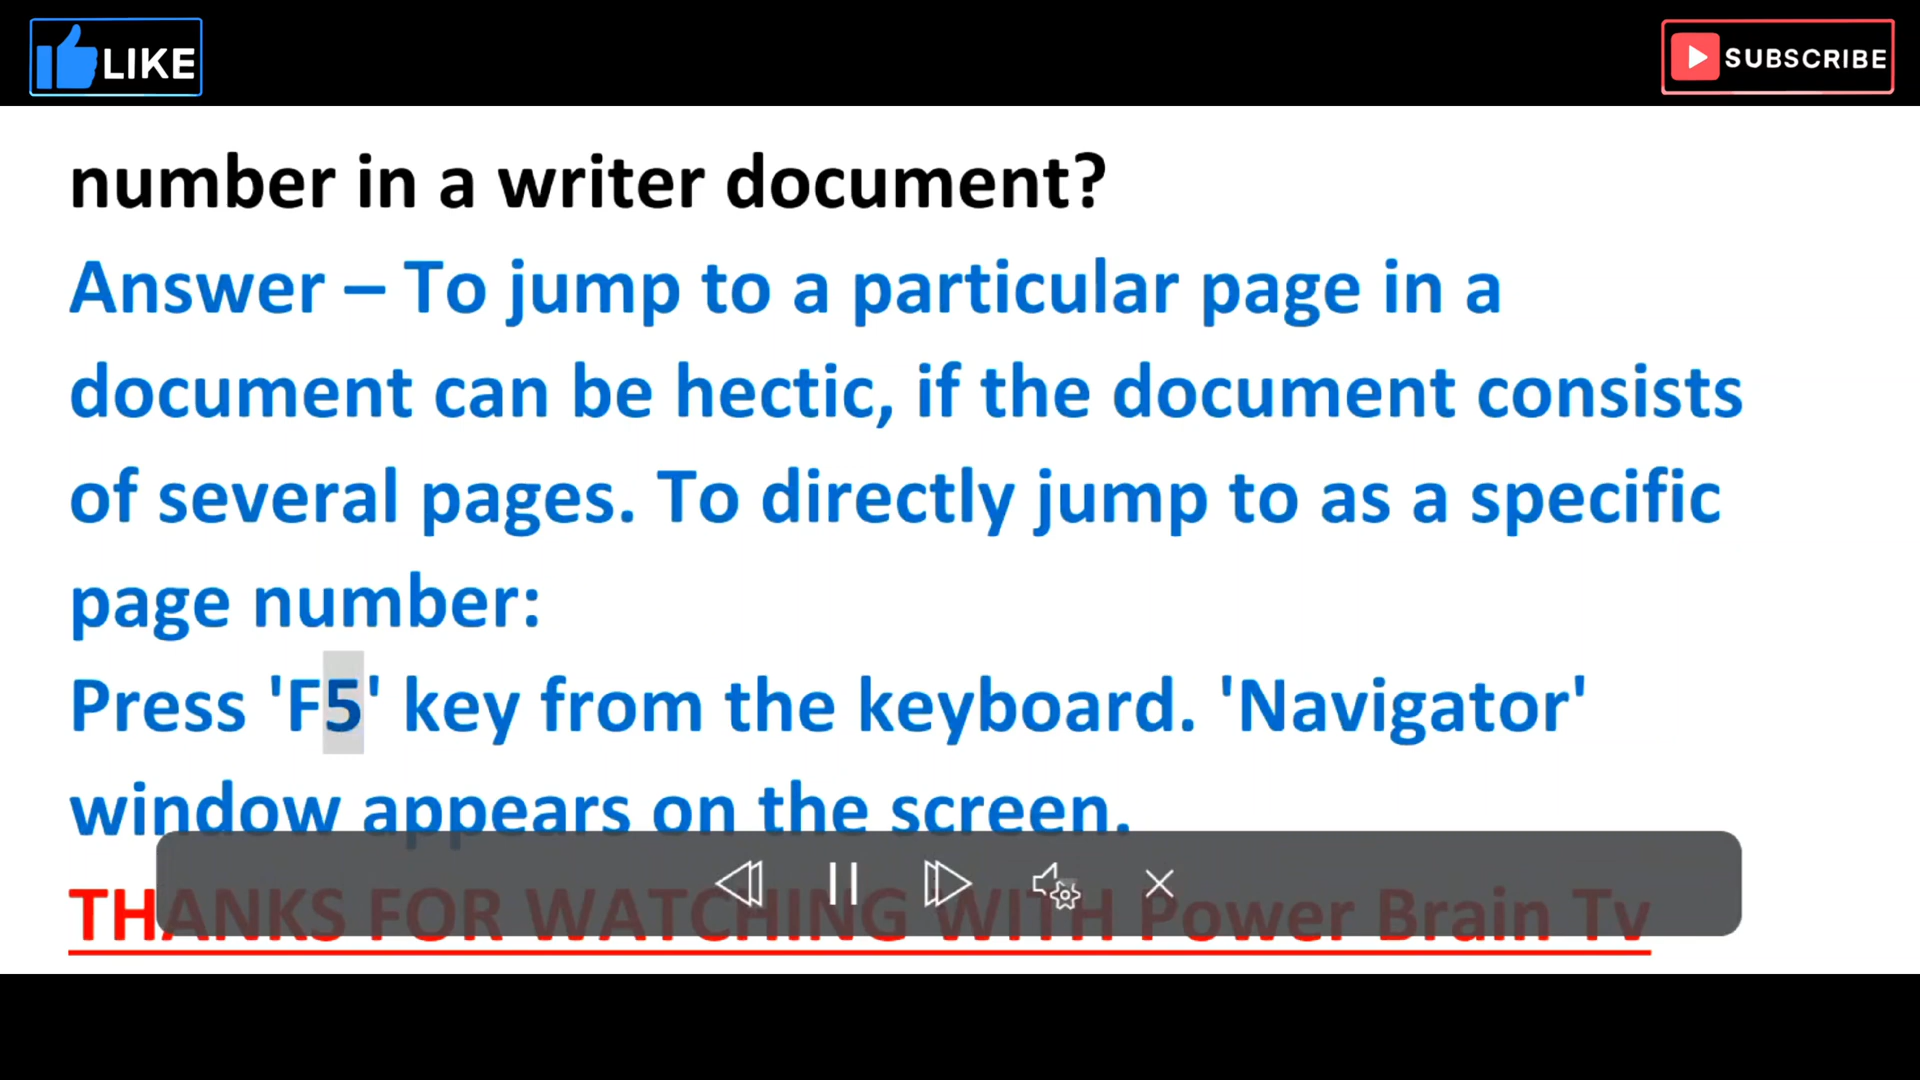 LIKE
SUBSCRIBE
number in a writer document?
Answer – To jump to a particular page in a
document can be hectic, if the document consists
of several pages. To directly jump to as a specific
page number:
Press 'F5' key from the keyboard. 'Navigator'
window appears on the screen.
THANKS FOR WATCHING WITH Power Brain Tv